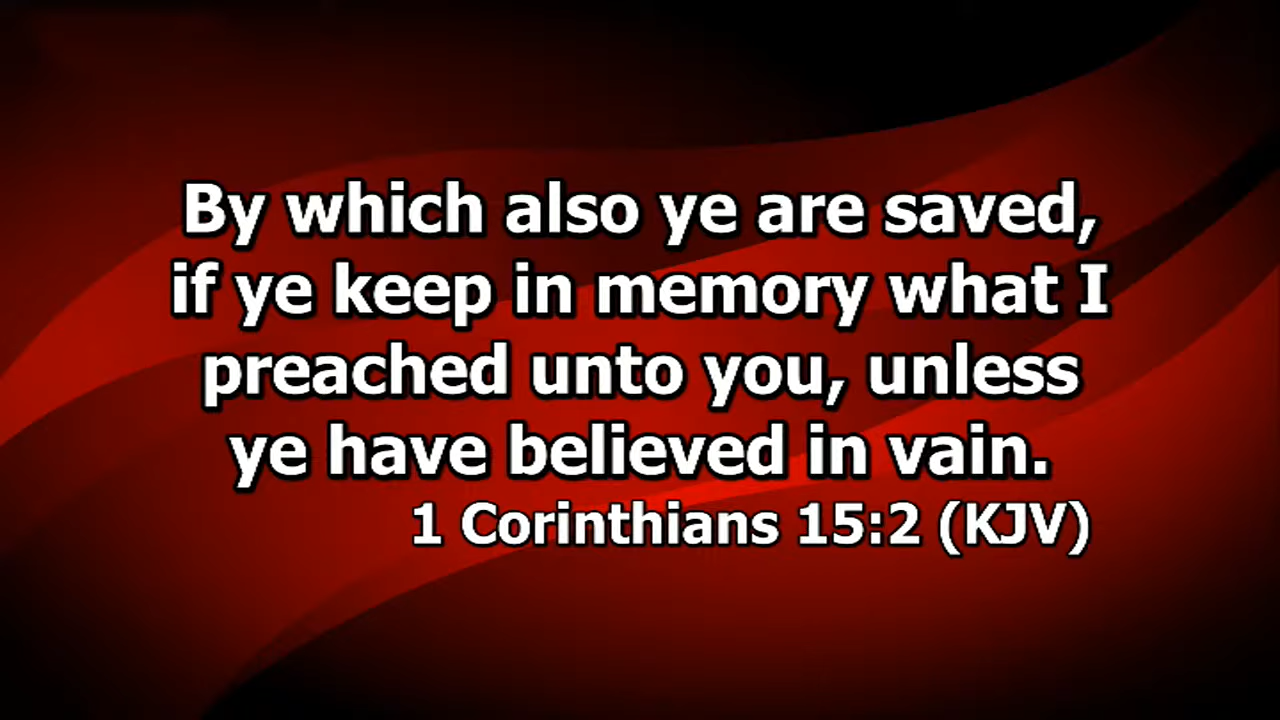 By which also ye are saved,
if ye keep in memory what I
preached unto you, unless
ye have believed in vain.
1 Corinthians 15:2 (KJV)